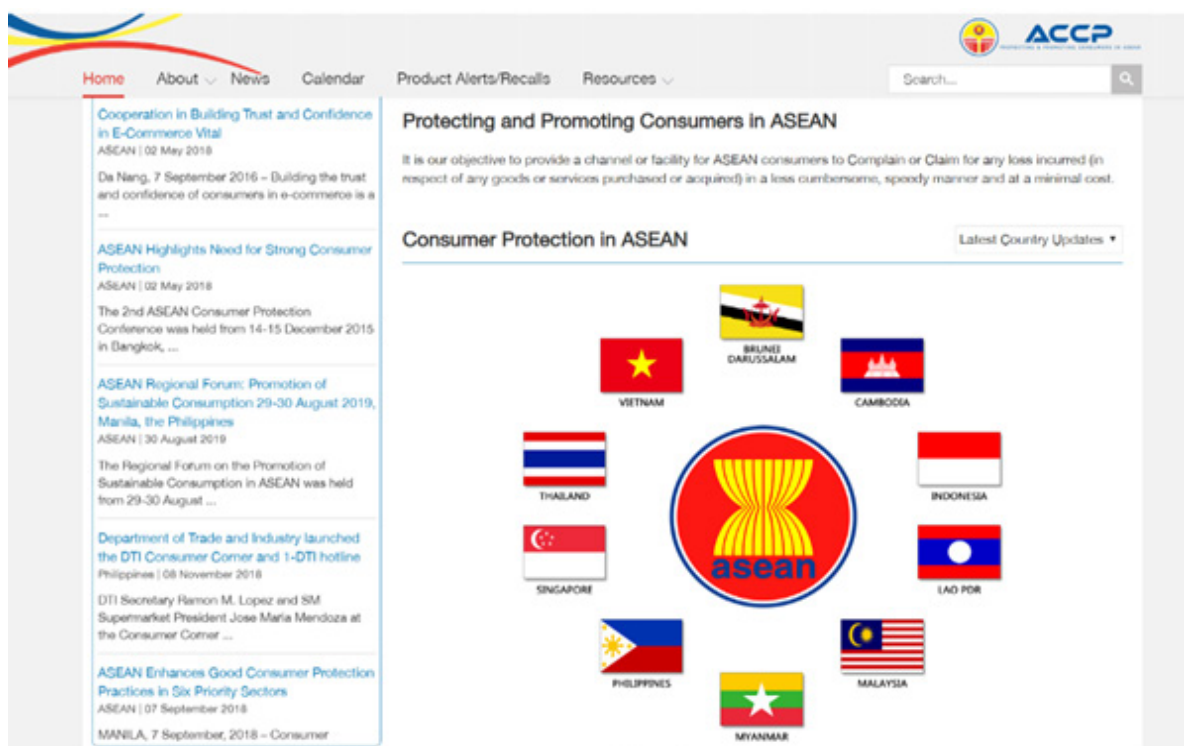 ACCP
PROTECTING & PROMOTING CONSUMERS IN ASEAN
Home About News Calendar Product Alerts/Recalls Resources
Search...
Cooperation in Building Trust and Confidence
in E-Commerce Vital
ASEAN | 02 May 2018
Da Nang, 7 September 2016 – Building the trust
and confidence of consumers in e-commerce is a
...
ASEAN Highlights Need for Strong Consumer
Protection
ASEAN | 02 May 2018
The 2nd ASEAN Consumer Protection
Conference was held from 14-15 December 2015
in Bangkok, ...
ASEAN Regional Forum: Promotion of
Sustainable Consumption 29-30 August 2019,
Manila, the Philippines
ASEAN | 30 August 2019
The Regional Forum on the Promotion of
Sustainable Consumption in ASEAN was held
from 29-30 August ...
Department of Trade and Industry launched
the DTI Consumer Corner and 1-DTI hotline
Philippines | 08 November 2018
DTI Secretary Ramon M. Lopez and SM
Supermarket President Jose Maria Mendoza at
the Consumer Corner ...
ASEAN Enhances Good Consumer Protection
Practices in Six Priority Sectors
ASEAN | 07 September 2018
MANILA, 7 September, 2018 – Consumer
Protecting and Promoting Consumers in ASEAN
It is our objective to provide a channel or facility for ASEAN consumers to Complain or Claim for any loss incurred (in
respect of any goods or services purchased or acquired) in a less cumbersome, speedy manner and at a minimal cost.
Consumer Protection in ASEAN
Latest Country Updates
BRUNEI
DARUSSALAM
VIETNAM
CAMBODIA
THAILAND
INDONESIA
asean
SINGAPORE
LAO PDR
PHILIPPINES
MALAYSIA
MYANMAR